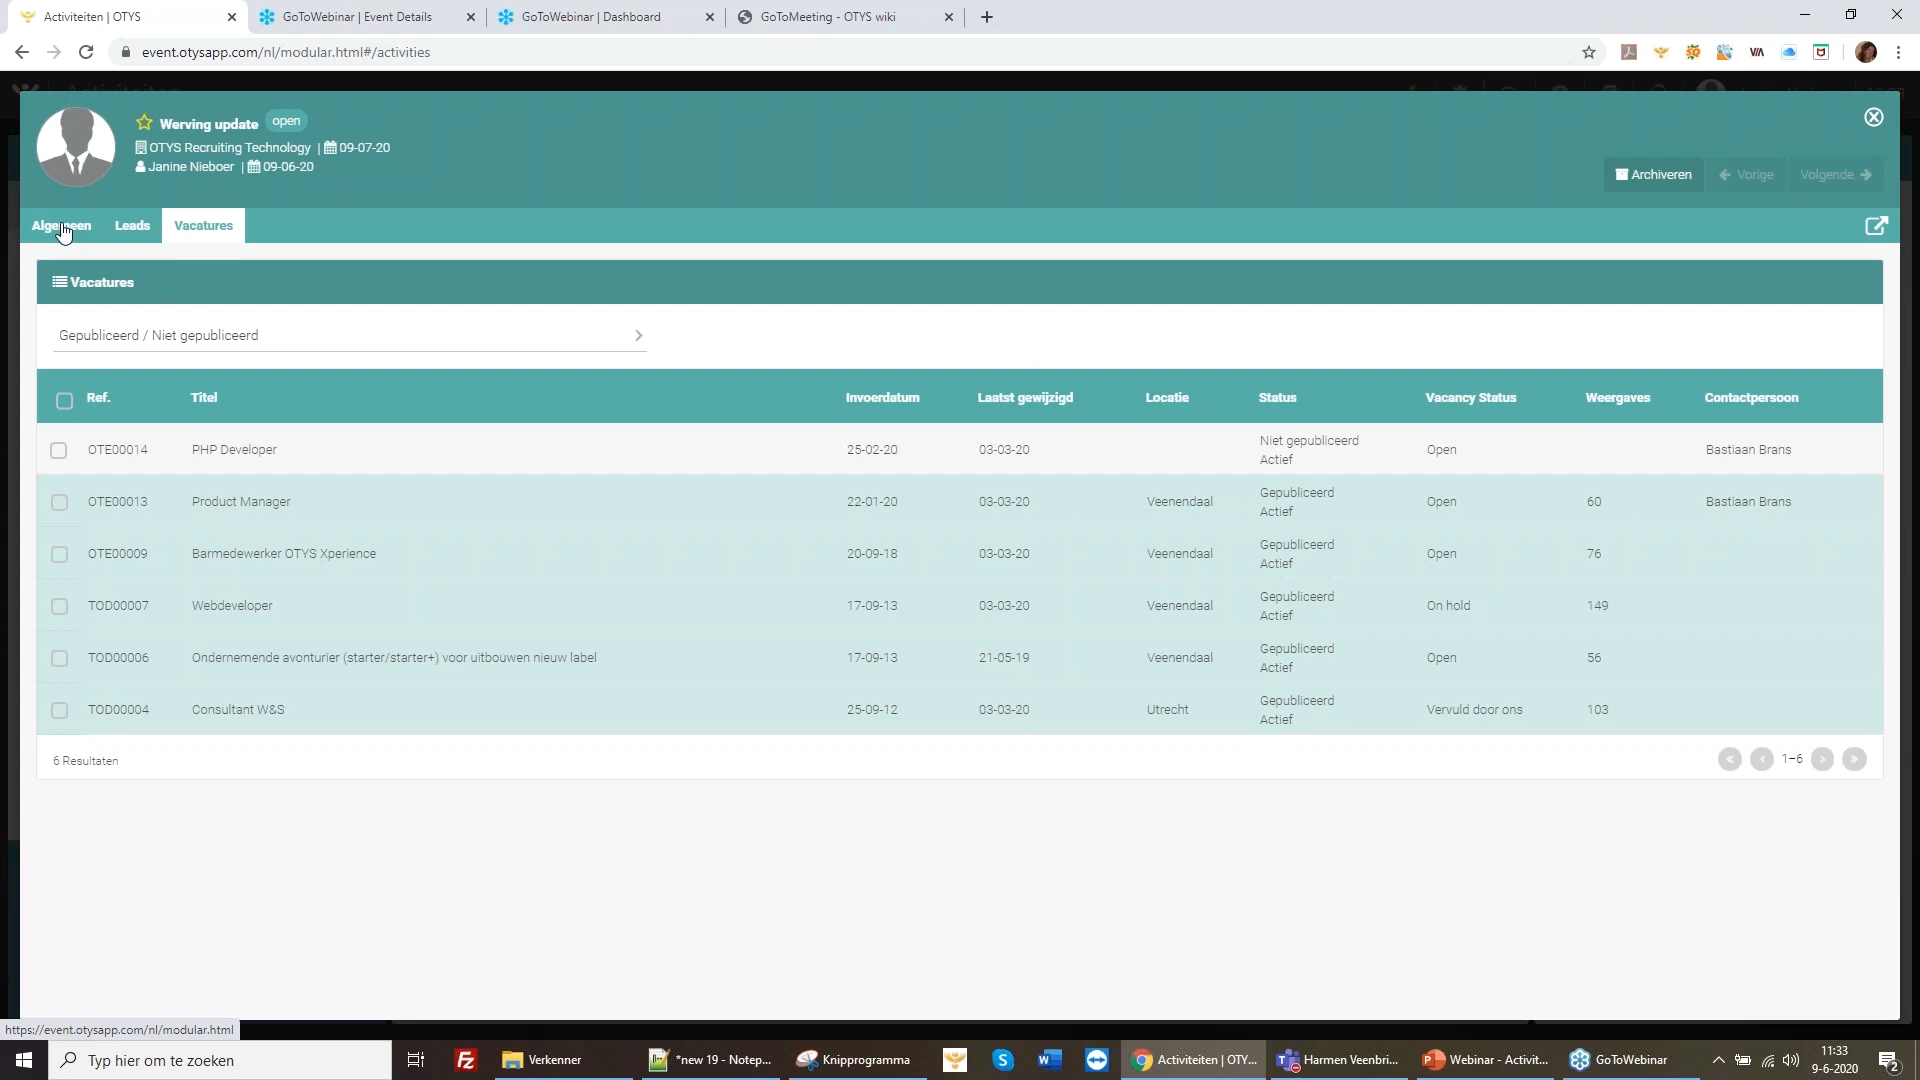 Activiteiten | OTYS
GoToWebinar | Event Details
GoToWebinar | Dashboard
GoToMeeting - OTYS wiki
event.otysapp.com/nl/modular.html#/activities
Werving update open
OTYS Recruiting Technology | 09-07-20
Janine Nieboer | 09-06-20
Archiveren Vorige Volgende
Algemeen Leads Vacatures
Vacatures
Gepubliceerd / Niet gepubliceerd
Ref. Titel Invoerdatum Laatst gewijzigd Locatie Status Vacancy Status Weergaves Contactpersoon
OTE00014 PHP Developer 25-02-20 03-03-20 Niet gepubliceerd Actief Open Bastiaan Brans
OTE00013 Product Manager 22-01-20 03-03-20 Veenendaal Gepubliceerd Actief Open 60 Bastiaan Brans
OTE00009 Barmedewerker OTYS Xperience 20-09-18 03-03-20 Veenendaal Gepubliceerd Actief Open 76
TOD00007 Webdeveloper 17-09-13 03-03-20 Veenendaal Gepubliceerd Actief On hold 149
TOD00006 Ondernemende avonturier (starter/starter+) voor uitbouwen nieuw label 17-09-13 21-05-19 Veenendaal Gepubliceerd Actief Open 56
TOD00004 Consultant W&S 25-09-12 03-03-20 Utrecht Gepubliceerd Actief Vervuld door ons 103
6 Resultaten 1-6
https://event.otysapp.com/nl/modular.html
Typ hier om te zoeken
Verkenner
*new 19 - Notep...
Knipprogramma
Activiteiten | OTY...
Harmen Veenbri...
Webinar - Activit...
GoToWebinar
11:33
9-6-2020
2